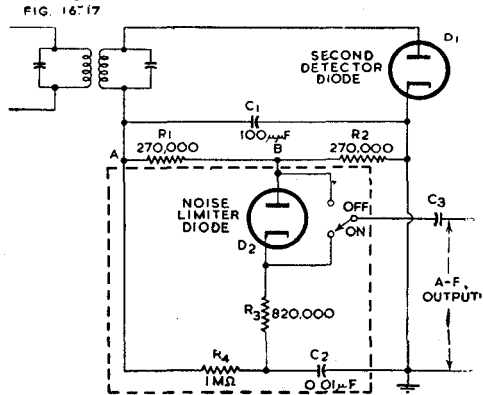 FIG. 16-17
D1
SECOND
DETECTOR
DIODE
C1
100μμF
R1
270,000
R2
270,000
A
B
NOISE
LIMITER
DIODE
D2
OFF
ON
C3
A-F
OUTPUT
R3
820,000
R4
1MΩ
C2
0.01μF